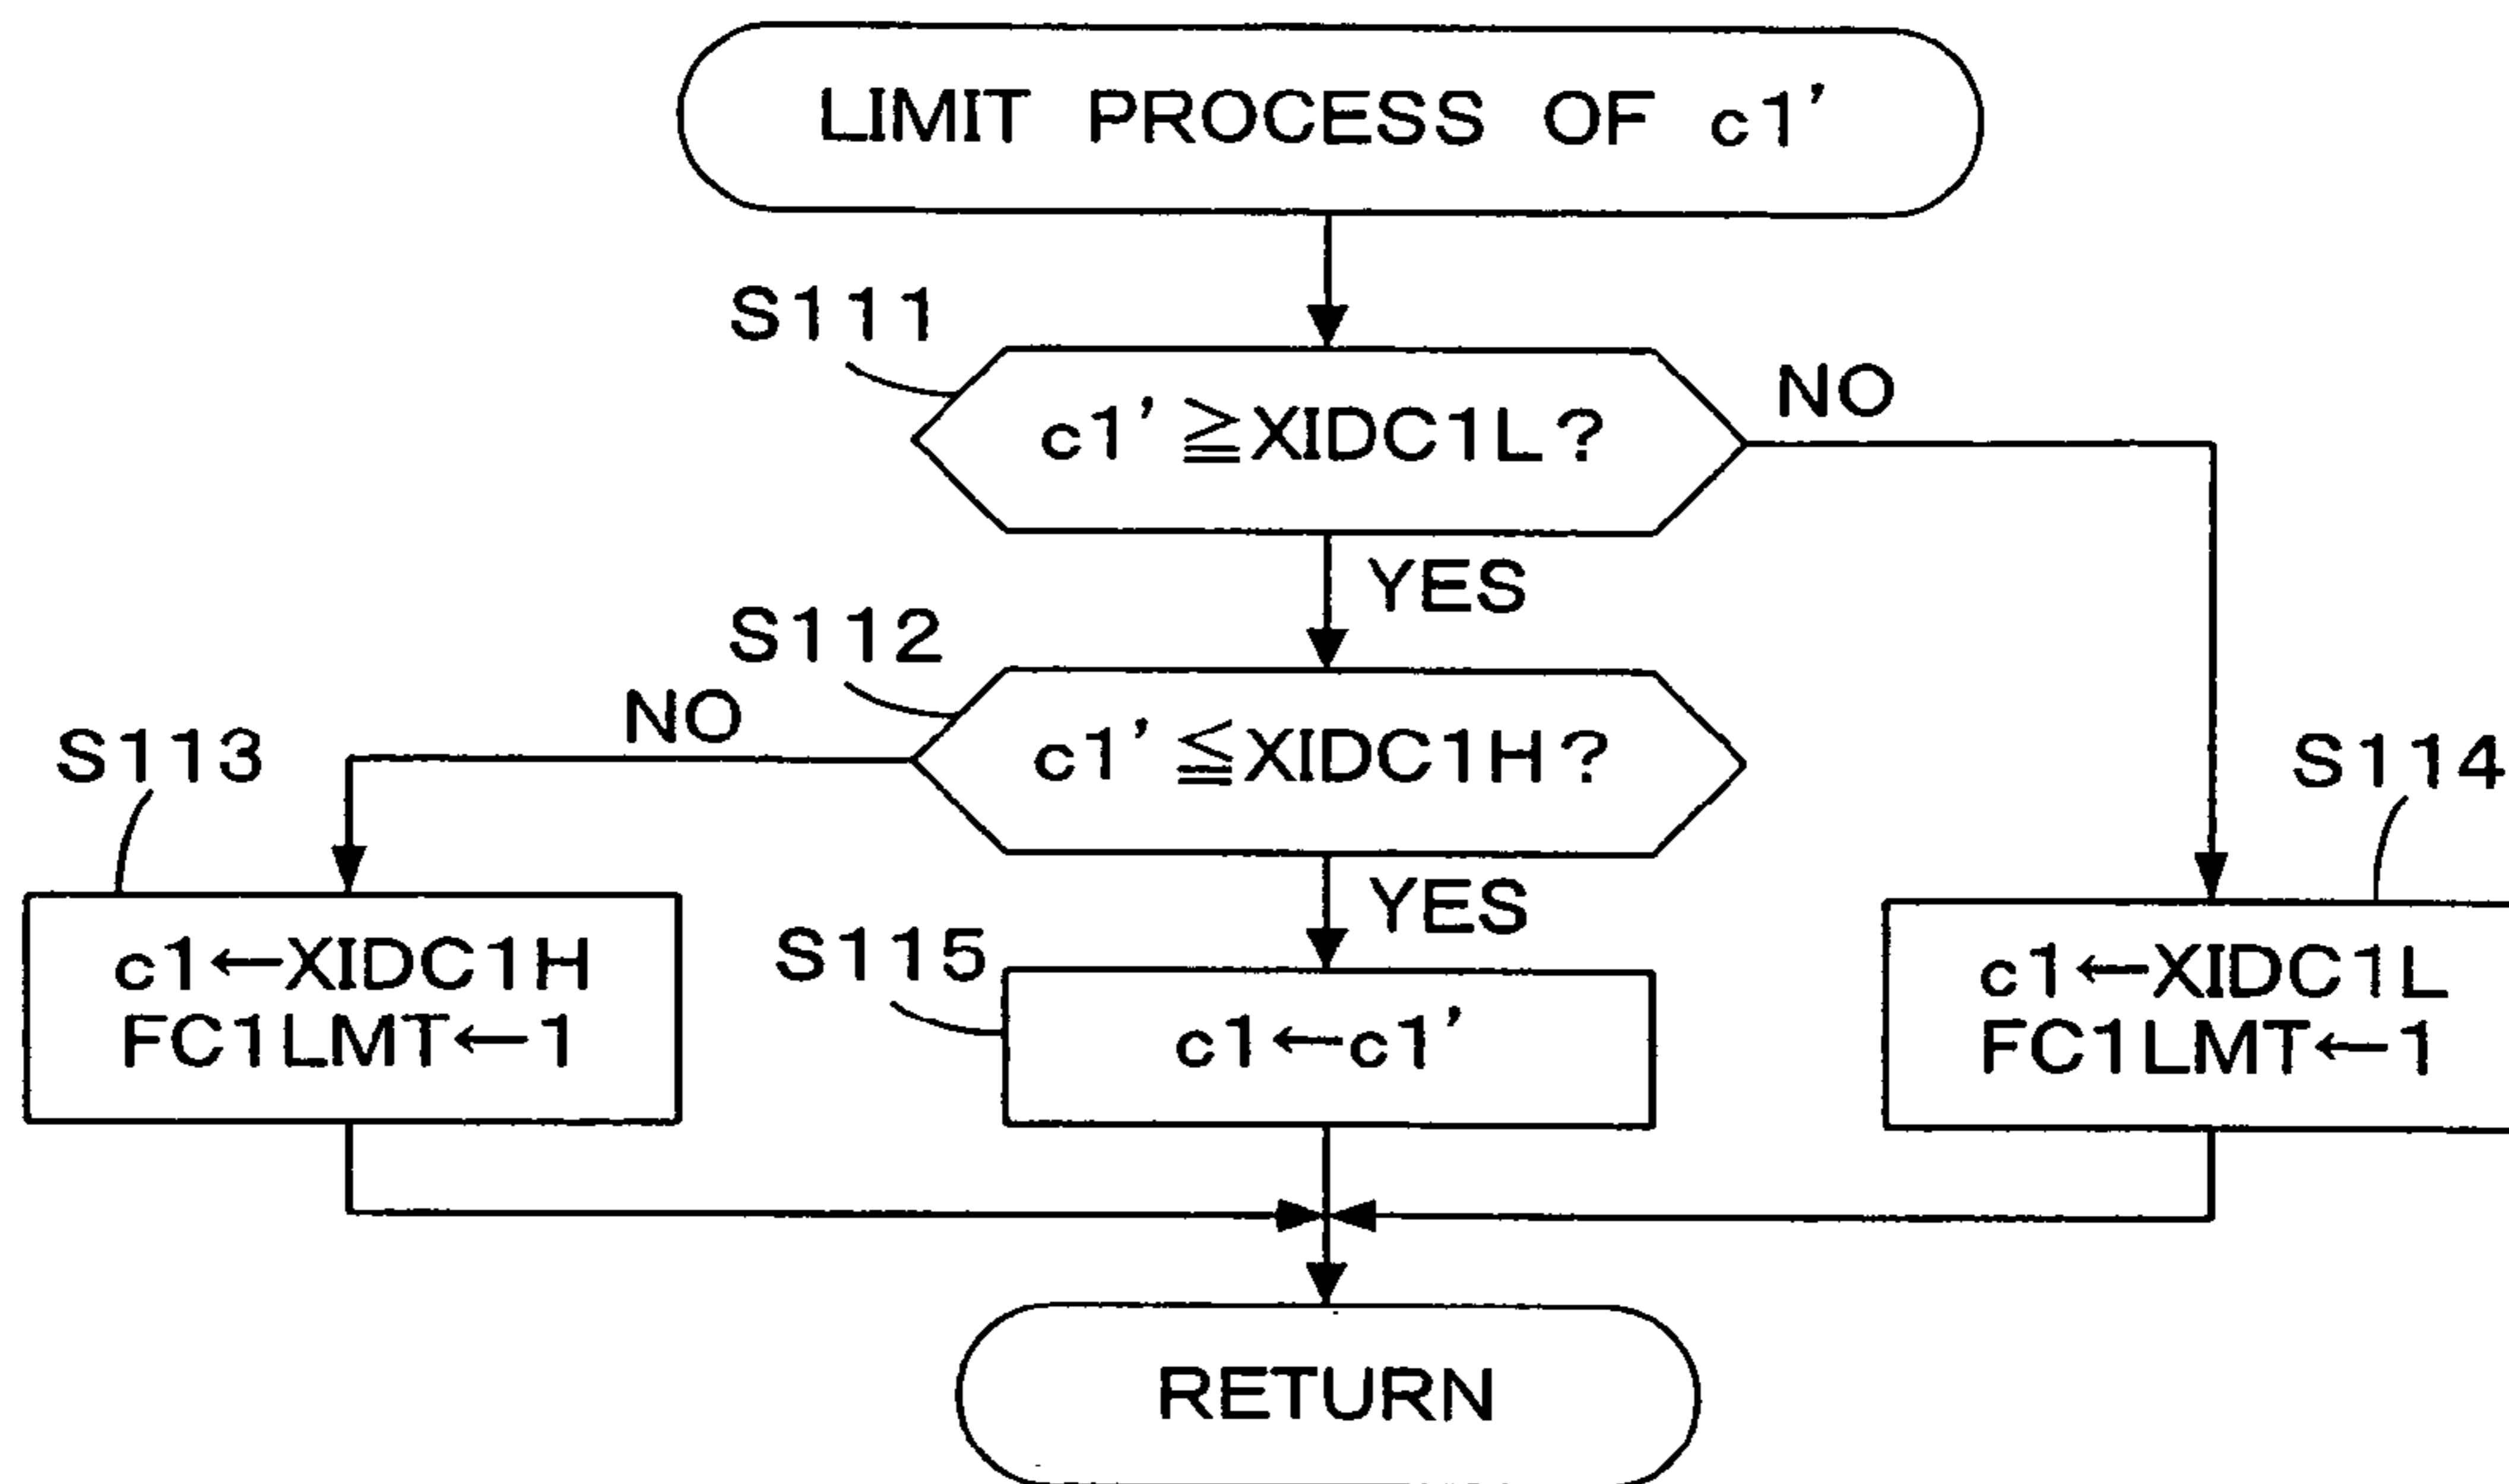 LIMIT PROCESS OF c1'
S111
c1' ≧XIDC1L?
NO
YES
S112
NO
c1' ≦XIDC1H?
S113
S114
YES
c1←XIDC1H
FC1LMT←1
S115
c1←c1'
c1←XIDC1L
FC1LMT←1
RETURN